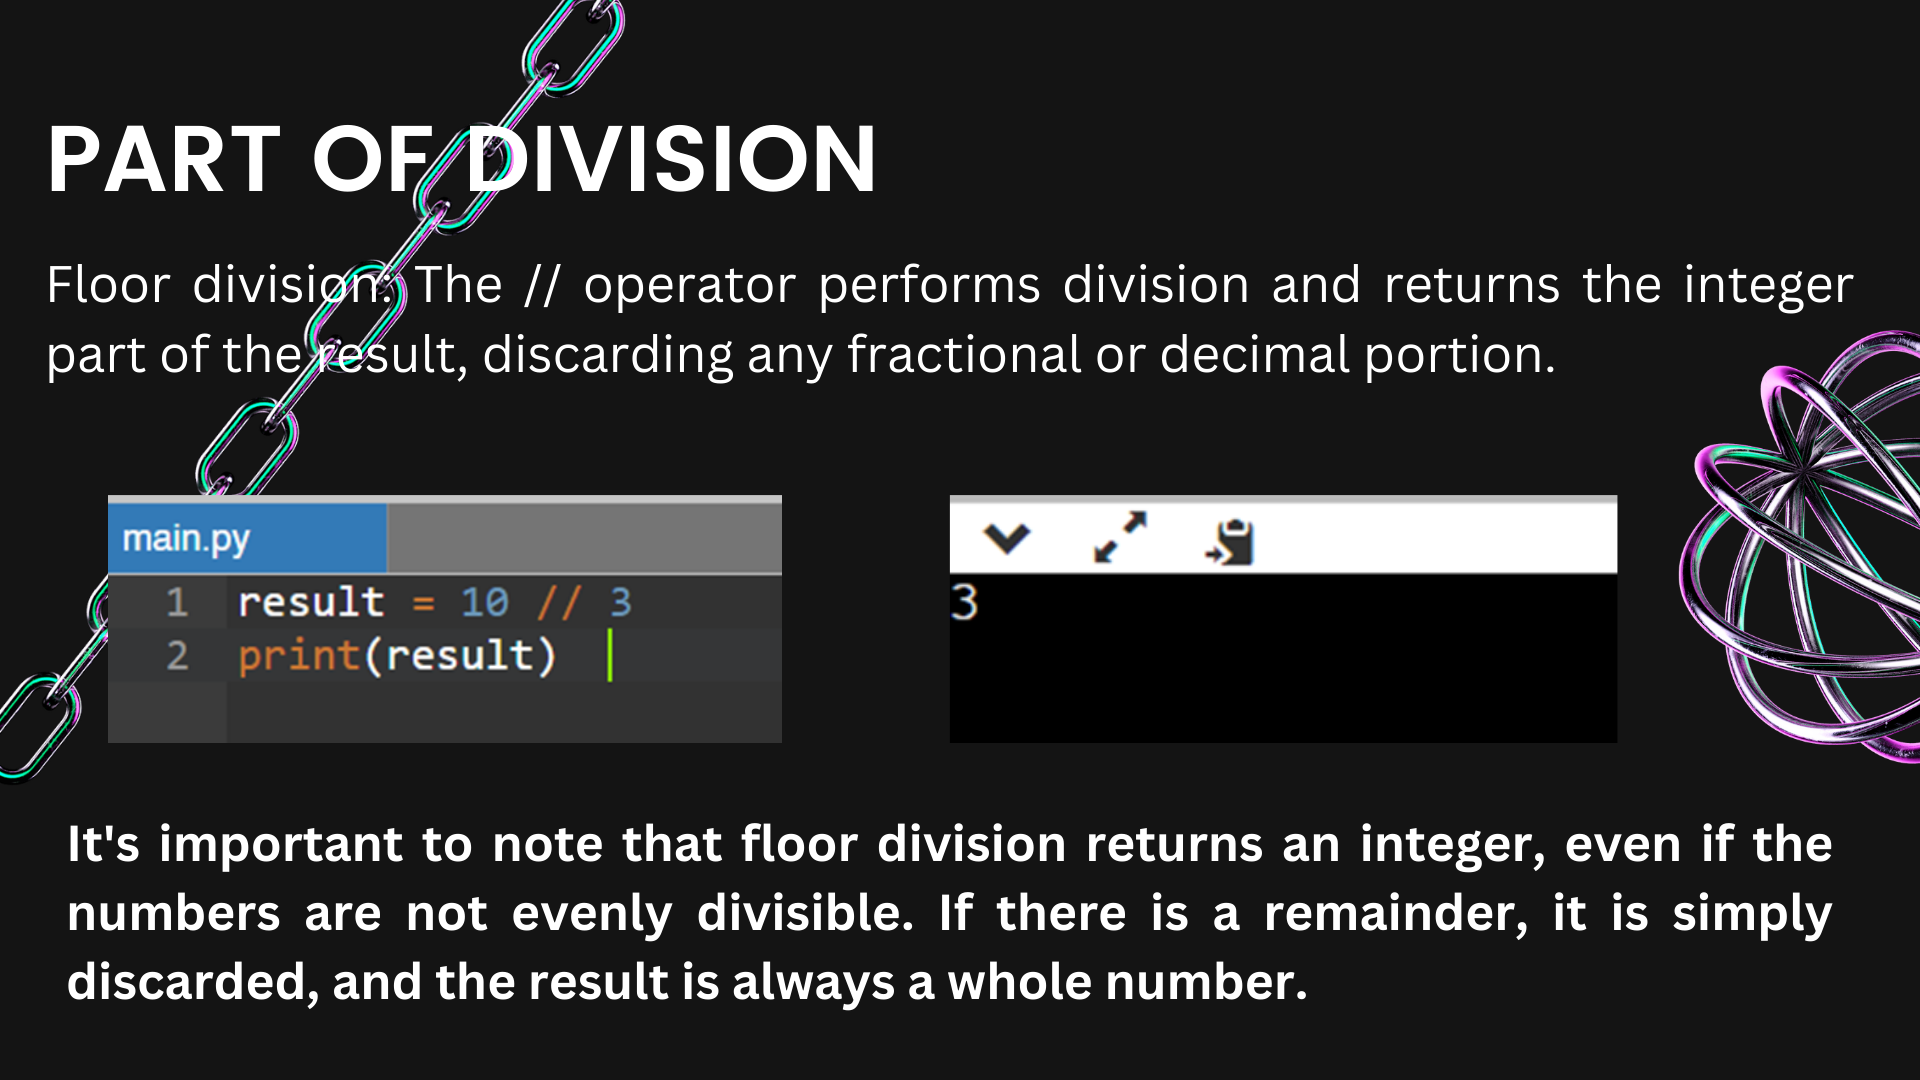 PART OF DIVISION
Floor division: The // operator performs division and returns the integer
part of the result, discarding any fractional or decimal portion.
main.py
1 result = 10 // 3
2 print(result)
3
It's important to note that floor division returns an integer, even if the
numbers are not evenly divisible. If there is a remainder, it is simply
discarded, and the result is always a whole number.